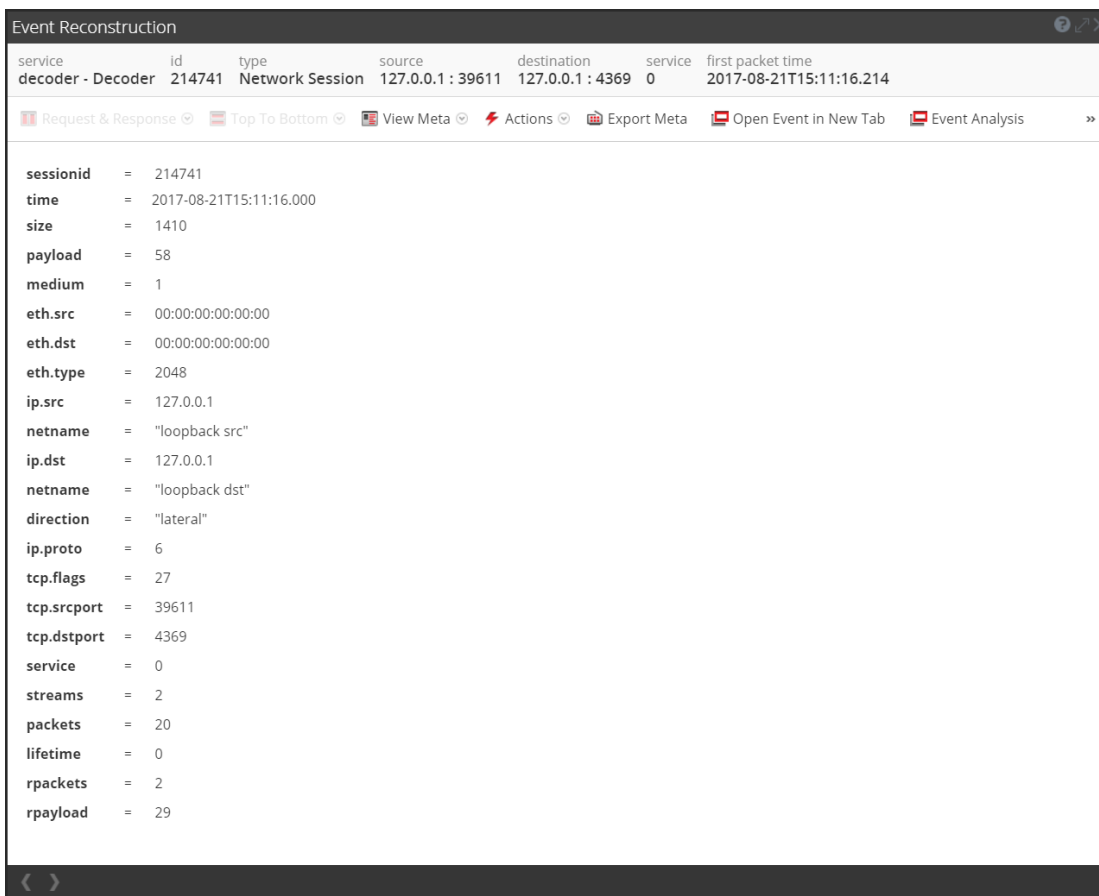 Event Reconstruction
service id type source destination service first packet time
decoder - Decoder 214741 Network Session 127.0.0.1 : 39611 127.0.0.1 : 4369 0 2017-08-21T15:11:16.214
Request & Response Top To Bottom View Meta Actions Export Meta Open Event in New Tab Event Analysis »
sessionid = 214741
time = 2017-08-21T15:11:16.000
size = 1410
payload = 58
medium = 1
eth.src = 00:00:00:00:00:00
eth.dst = 00:00:00:00:00:00
eth.type = 2048
ip.src = 127.0.0.1
netname = "loopback src"
ip.dst = 127.0.0.1
netname = "loopback dst"
direction = "lateral"
ip.proto = 6
tcp.flags = 27
tcp.srcport = 39611
tcp.dstport = 4369
service = 0
streams = 2
packets = 20
lifetime = 0
rpackets = 2
rpayload = 29